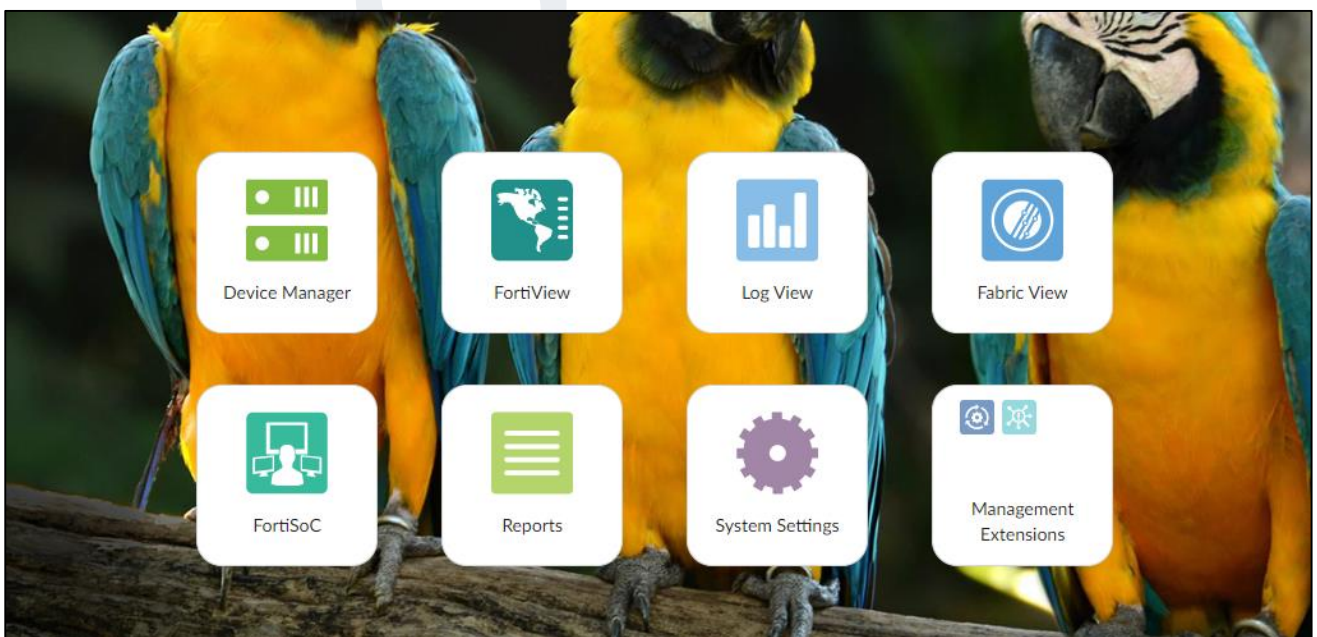 Device Manager
FortiView
Log View
Fabric View
FortiSoC
Reports
System Settings
Management
Extensions